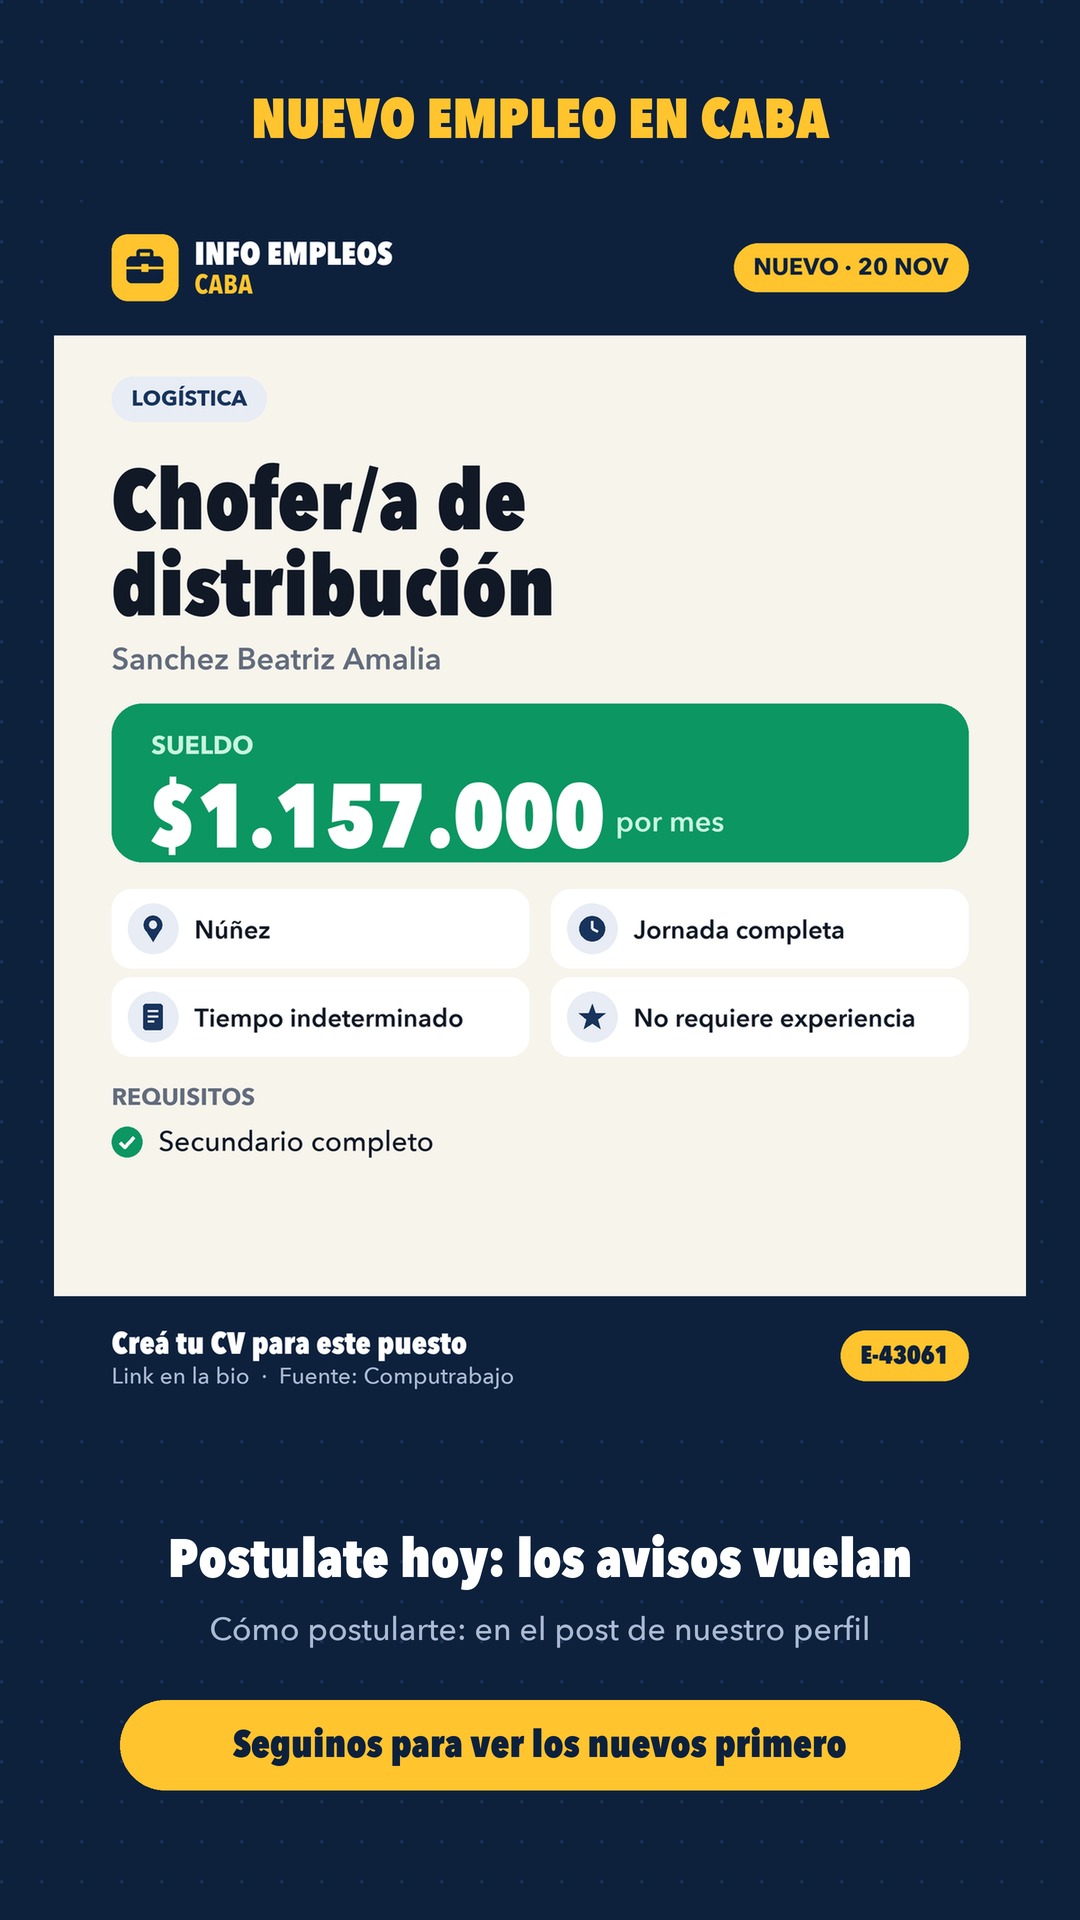 NUEVO EMPLEO EN CABA
INFO EMPLEOS
CABA
NUEVO · 20 NOV
LOGÍSTICA
Chofer/a de
distribución
Sanchez Beatriz Amalia
SUELDO
$1.157.000 por mes
Núñez
Jornada completa
Tiempo indeterminado
No requiere experiencia
REQUISITOS
Secundario completo
Creá tu CV para este puesto
Link en la bio · Fuente: Computrabajo
E-43061
Postulate hoy: los avisos vuelan
Cómo postularte: en el post de nuestro perfil
Seguinos para ver los nuevos primero